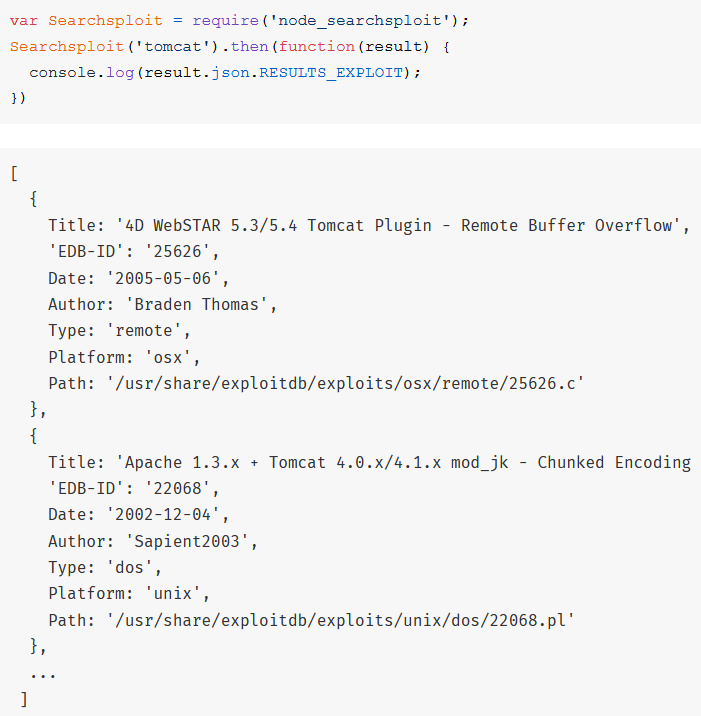 var Searchsploit = require('node_searchsploit');
Searchsploit('tomcat').then(function(result) {
  console.log(result.json.RESULTS_EXPLOIT);
})
[
  {
    Title: '4D WebSTAR 5.3/5.4 Tomcat Plugin - Remote Buffer Overflow',
    'EDB-ID': '25626',
    Date: '2005-05-06',
    Author: 'Braden Thomas',
    Type: 'remote',
    Platform: 'osx',
    Path: '/usr/share/exploitdb/exploits/osx/remote/25626.c'
  },
  {
    Title: 'Apache 1.3.x + Tomcat 4.0.x/4.1.x mod_jk - Chunked Encoding
    'EDB-ID': '22068',
    Date: '2002-12-04',
    Author: 'Sapient2003',
    Type: 'dos',
    Platform: 'unix',
    Path: '/usr/share/exploitdb/exploits/unix/dos/22068.pl'
  },
  ...
 ]